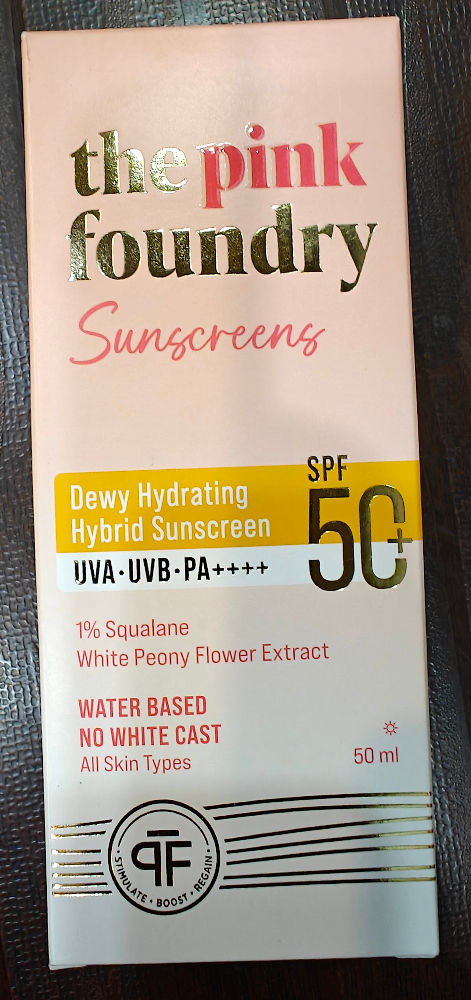 the pink
foundry
Sunscreens
SPF
50+
Dewy Hydrating
Hybrid Sunscreen
UVA·UVB·PA++++
1% Squalane
White Peony Flower Extract
WATER BASED
NO WHITE CAST
All Skin Types
50 ml
PF
STIMULATE · BOOST · REGAIN